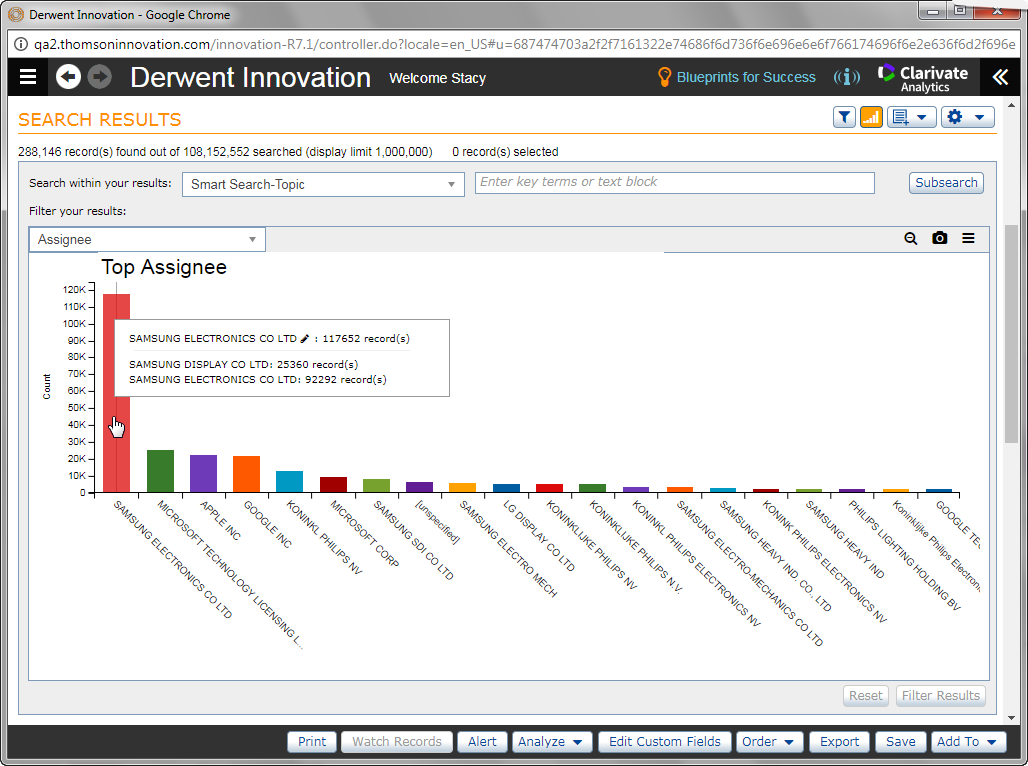 Derwent Innovation - Google Chrome
qa2.thomsoninnovation.com/innovation-R7.1/controller.do?locale=en_US#u=687474703a2f2f7161322e74686f6d736f6e696e6e6f766174696f6e2e636f6d2f696e
Derwent Innovation Welcome Stacy Blueprints for Success Clarivate Analytics
SEARCH RESULTS
288,146 record(s) found out of 108,152,552 searched (display limit 1,000,000) 0 record(s) selected
Search within your results: Smart Search-Topic Enter key terms or text block Subsearch
Filter your results:
Assignee
Top Assignee
120K
110K
100K
90K
80K
70K
60K
50K
40K
30K
20K
10K
0
Count
SAMSUNG ELECTRONICS CO LTD : 117652 record(s)
SAMSUNG DISPLAY CO LTD: 25360 record(s)
SAMSUNG ELECTRONICS CO LTD: 92292 record(s)
SAMSUNG ELECTRONICS CO LTD
MICROSOFT TECHNOLOGY LICENSING L...
APPLE INC
GOOGLE INC
KONINKL PHILIPS NV
MICROSOFT CORP
SAMSUNG SDI CO LTD
[unspecified]
SAMSUNG ELECTRO MECH
LG DISPLAY CO LTD
KONINKLIJKE PHILIPS NV
KONINKLIJKE PHILIPS N.V.
KONINKL PHILIPS ELECTRONICS NV
SAMSUNG ELECTRO-MECHANICS CO LTD
SAMSUNG HEAVY IND. CO., LTD
KONINK PHILIPS ELECTRONICS NV
SAMSUNG HEAVY IND
PHILIPS LIGHTING HOLDING BV
Koninklijke Philips Electron
GOOGLE TE
Reset Filter Results
Print Watch Records Alert Analyze Edit Custom Fields Order Export Save Add To